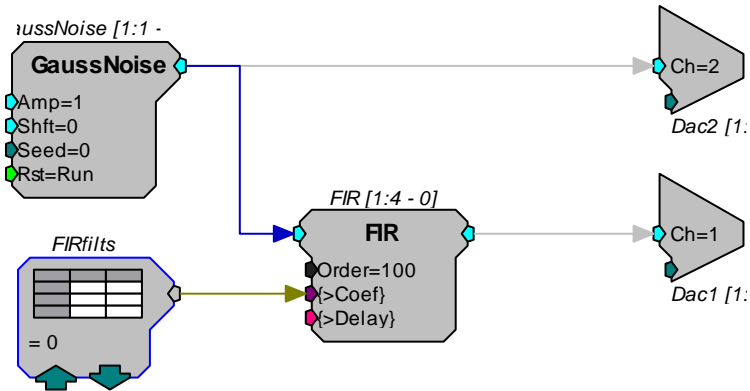 aussNoise [1:1 -
GaussNoise
Amp=1
Shft=0
Seed=0
Rst=Run
Ch=2
Dac2 [1:
FIR [1:4 - 0]
FIR
Order=100
{>Coef}
{>Delay}
Ch=1
Dac1 [1:
FIRfilts
= 0